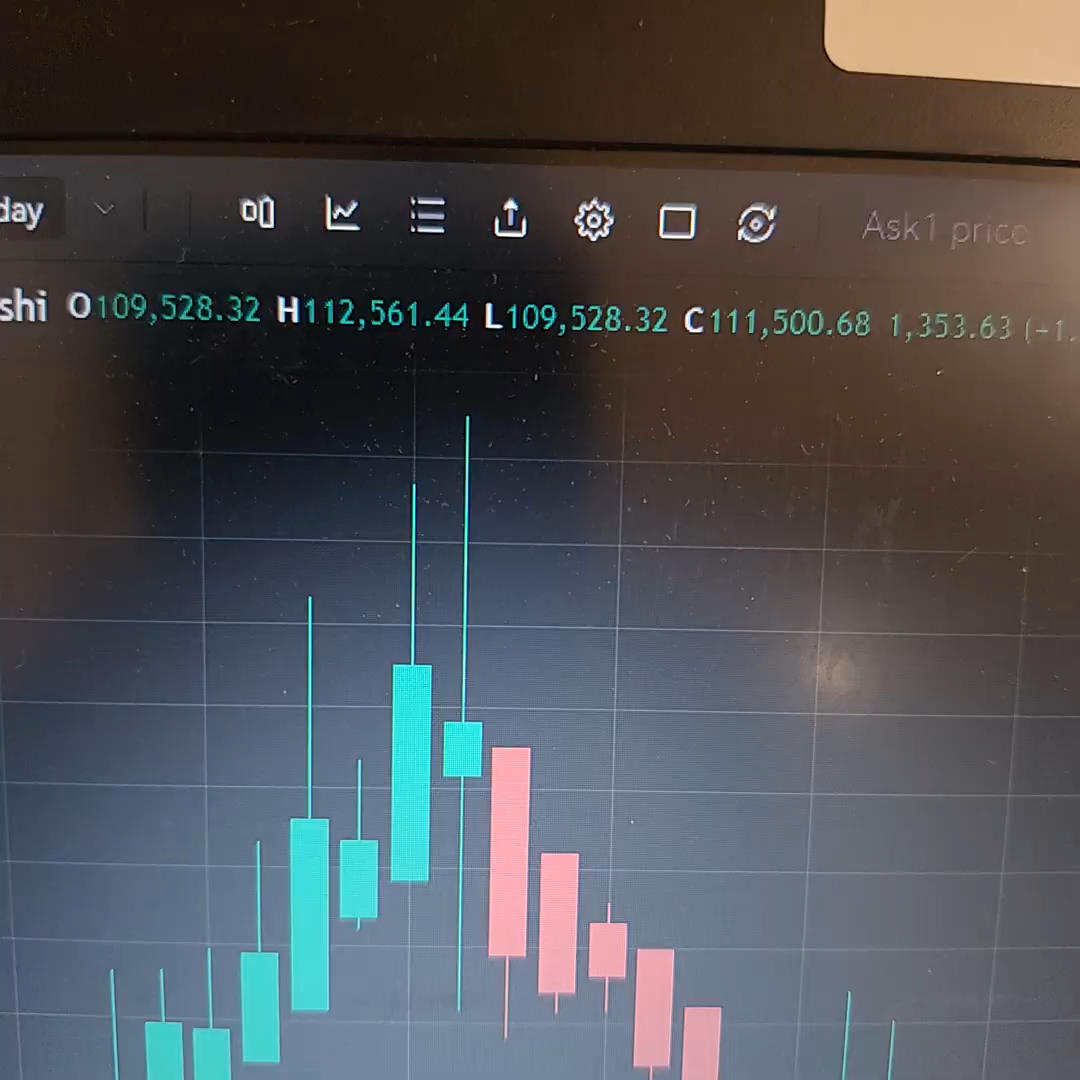 day Ask1 price
shi O109,528.32 H112,561.44 L109,528.32 C111,500.68 1,353.63 (−1.